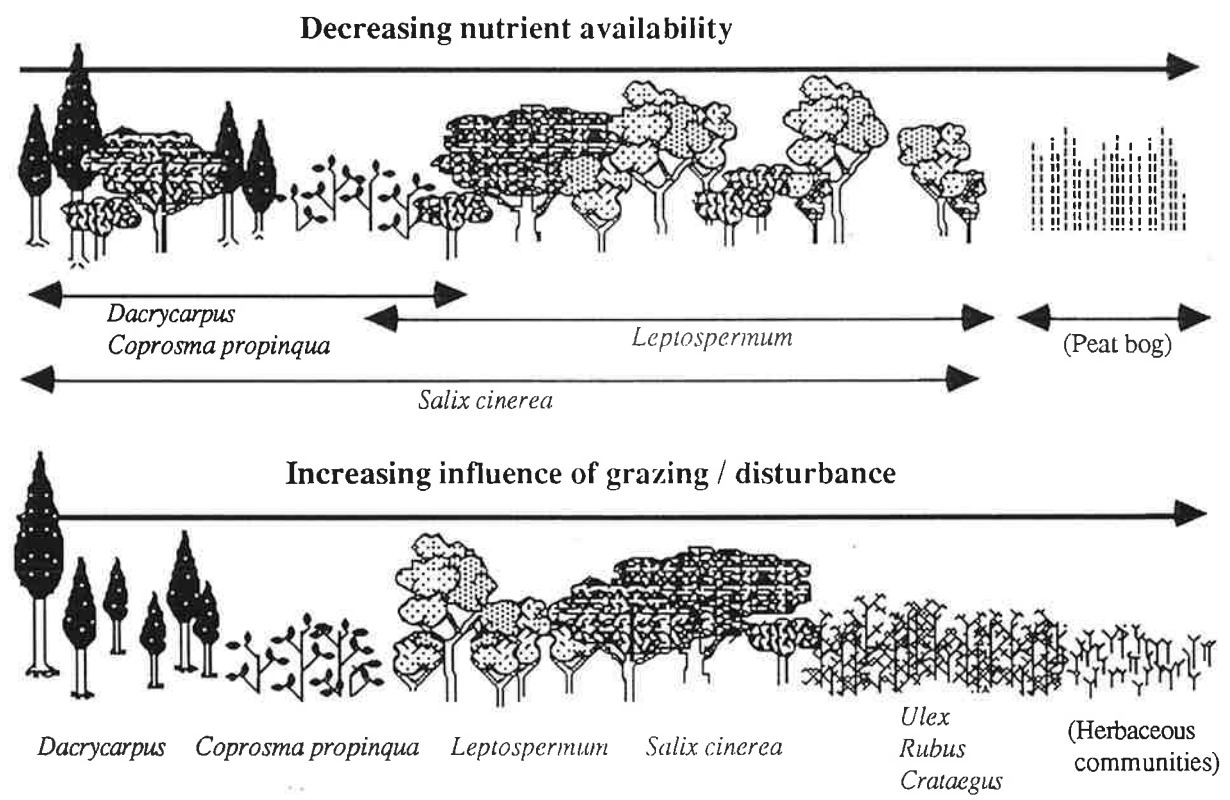 Decreasing nutrient availability
Dacrycarpus
Coprosma propinqua
Leptospermum
(Peat bog)
Salix cinerea
Increasing influence of grazing / disturbance
Dacrycarpus
Coprosma propinqua
Leptospermum
Salix cinerea
Ulex
Rubus
Crataegus
(Herbaceous
communities)